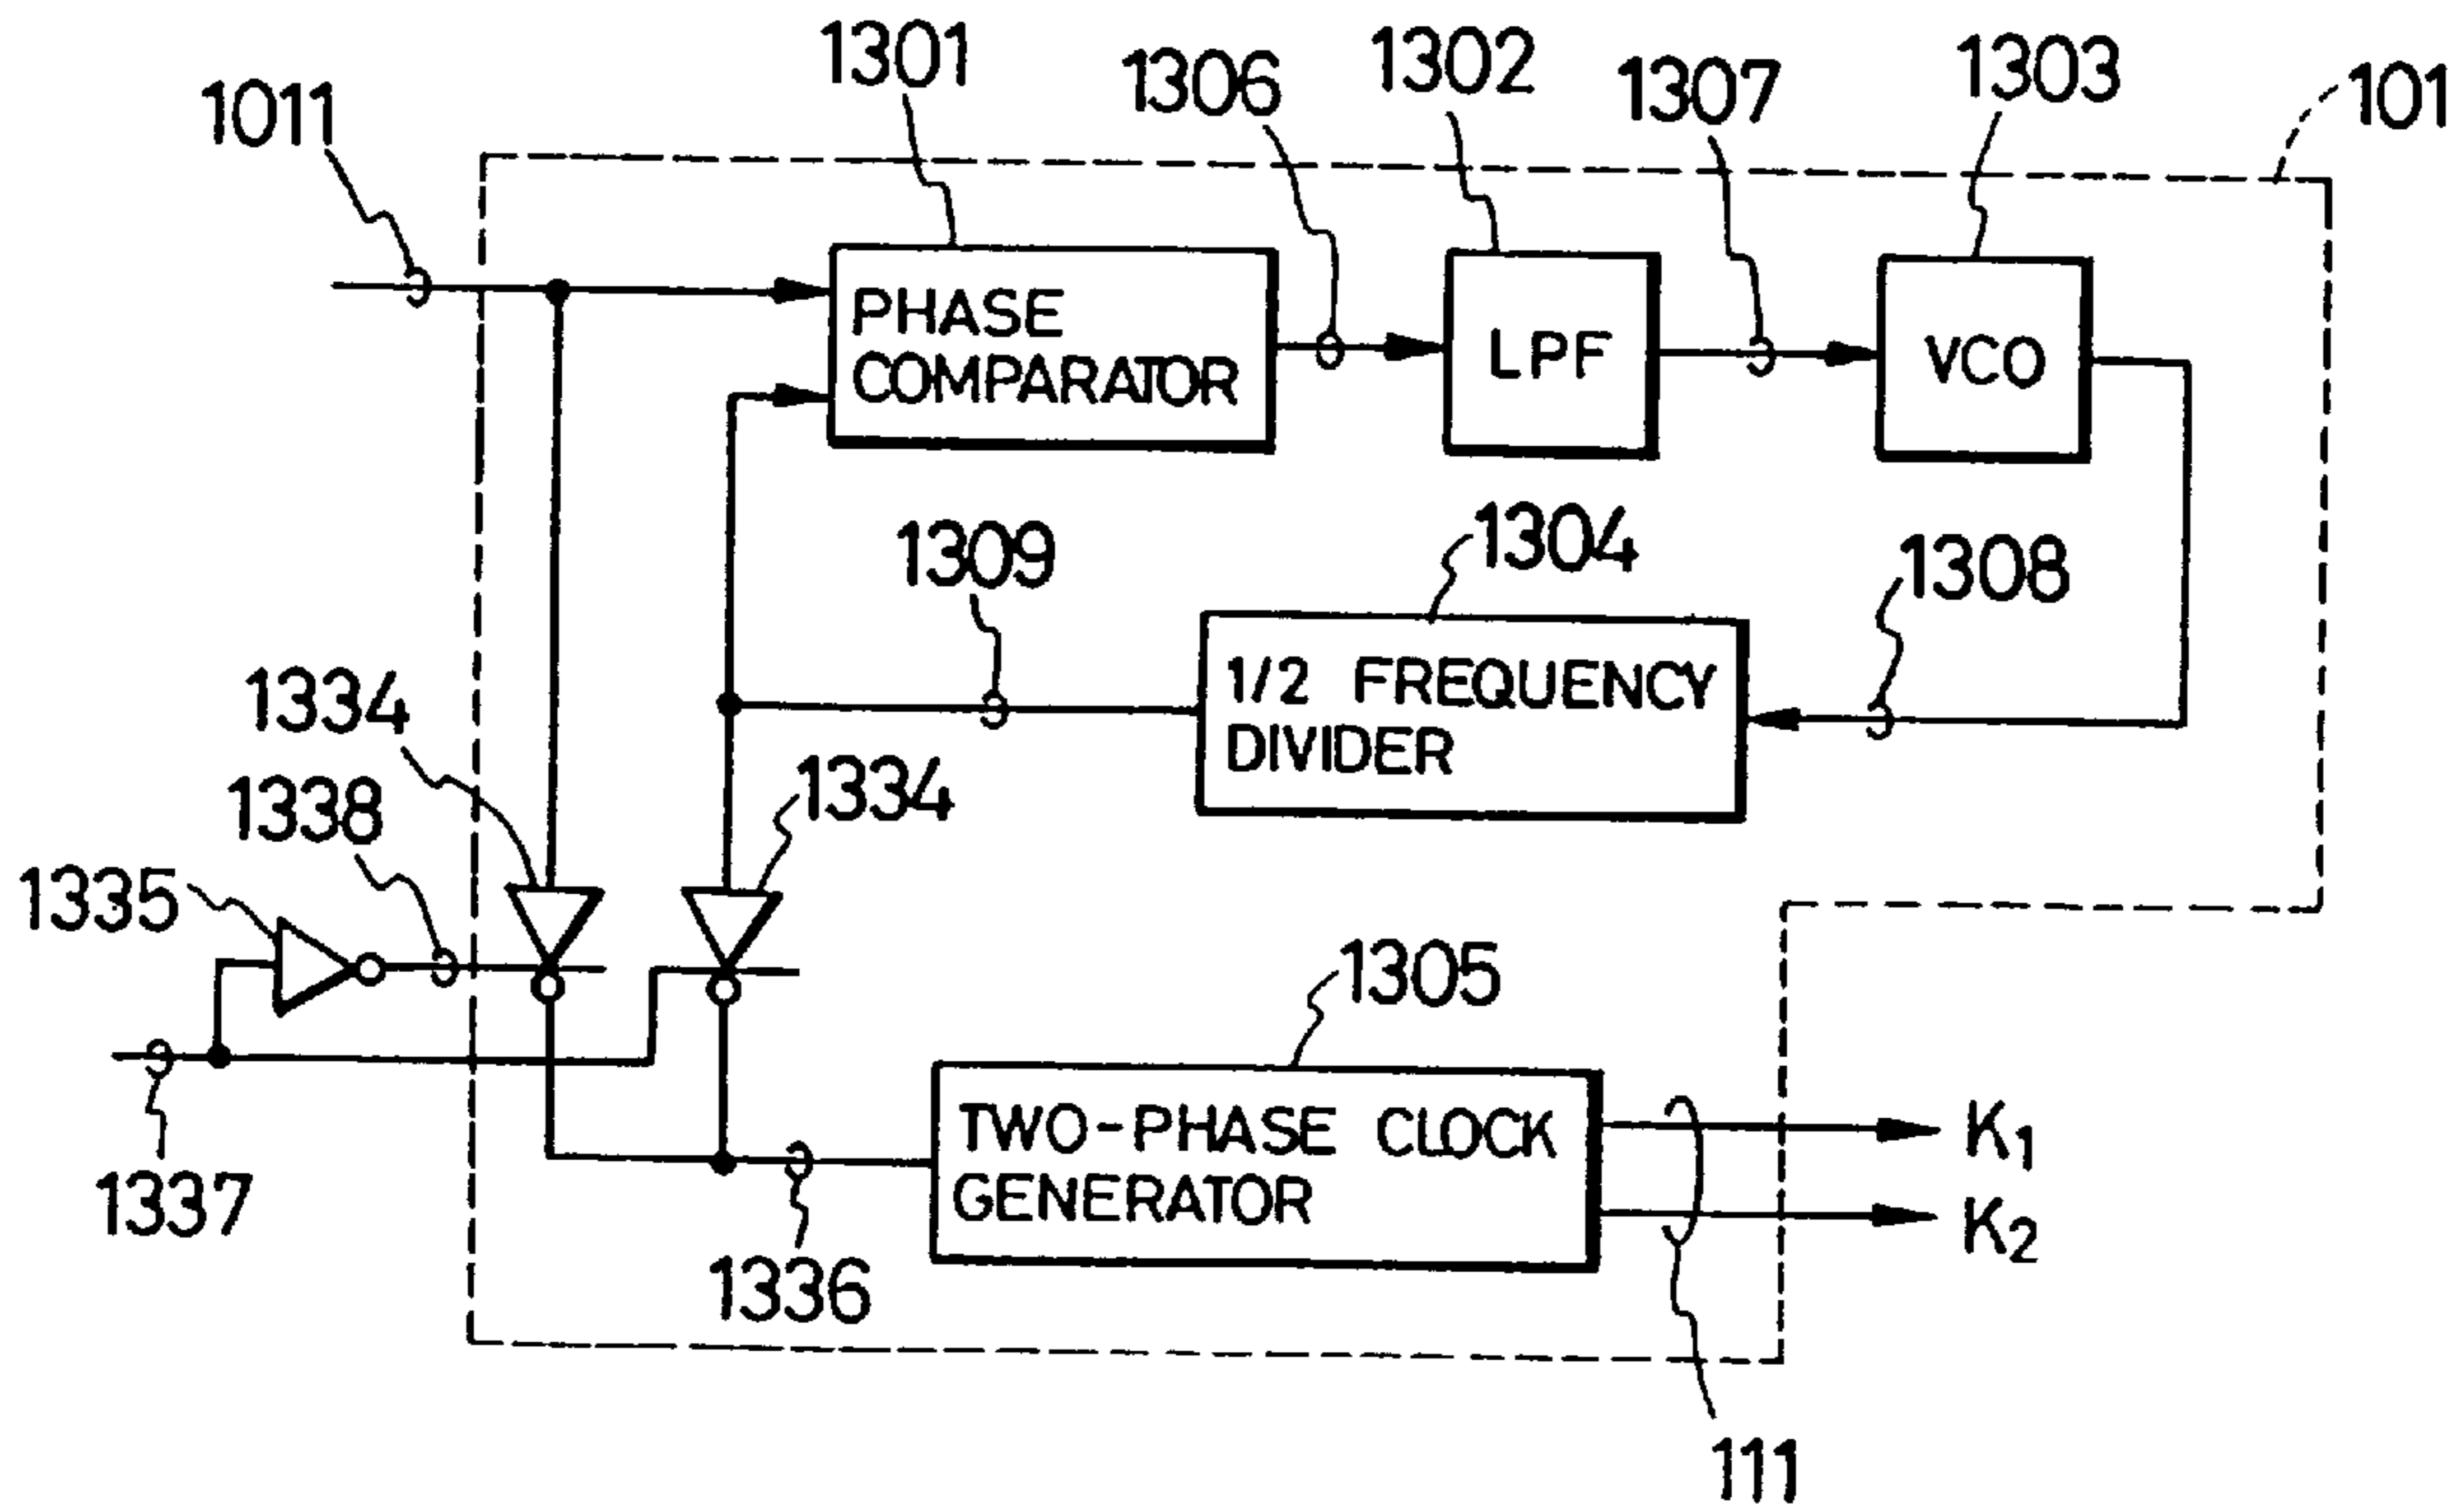 1301
1306
1302
1307
1303
101
1011
PHASE
COMPARATOR
LPF
VCO
1309
1304
1308
1/2 FREQUENCY
DIVIDER
1334
1334
1338
1335
1305
TWO-PHASE CLOCK
GENERATOR
K1
K2
1337
1336
111